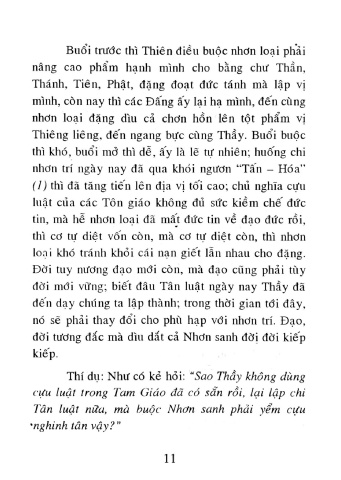 Buổi trước thì Thiên điều buộc nhơn loại phải
nâng cao phẩm hạnh mình cho bằng chư Thần,
Thánh, Tiên, Phật, đặng đoạt đức tánh mà lập vị
mình, còn nay thì các Đấng ấy lại hạ mình, đến cùng
nhơn loại đặng dìu cả chơn hồn lên tột phẩm vị
Thiêng liêng, đến ngang bực cùng Thầy. Buổi buộc
thì khó, buổi mở thì dễ, ấy là lẽ tự nhiên; huống chi
nhơn trí ngày nay đã qua khỏi ngươn “Tấn – Hóa”
(1) thì đã tăng tiến lên địa vị tối cao; chủ nghĩa cựu
luật của các Tôn giáo không đủ sức kiềm chế đức
tin, mà hễ nhơn loại đã mất đức tin về đạo đức rồi,
thì cơ tự diệt vốn còn, mà cơ tự diệt còn, thì nhơn
loại khó tránh khỏi cái nạn giết lẫn nhau cho đặng.
Đời tuy nương đạo mới còn, mà đạo cũng phải tùy
đời mới vững; biết đâu Tân luật ngày nay Thầy đã
đến dạy chúng ta lập thành; trong thời gian tới đây,
nó sẽ phải thay đổi cho phù hạp với nhơn trí. Đạo,
đời tương đắc mà dìu dắt cả Nhơn sanh đời đời kiếp
kiếp.
Thí dụ: Như có kẻ hỏi: “Sao Thầy không dùng
cựu luật trong Tam Giáo đã có sẵn rồi, lại lập chi
Tân luật nữa, mà buộc Nhơn sanh phải yểm cựu
nghinh tân vậy?”
11